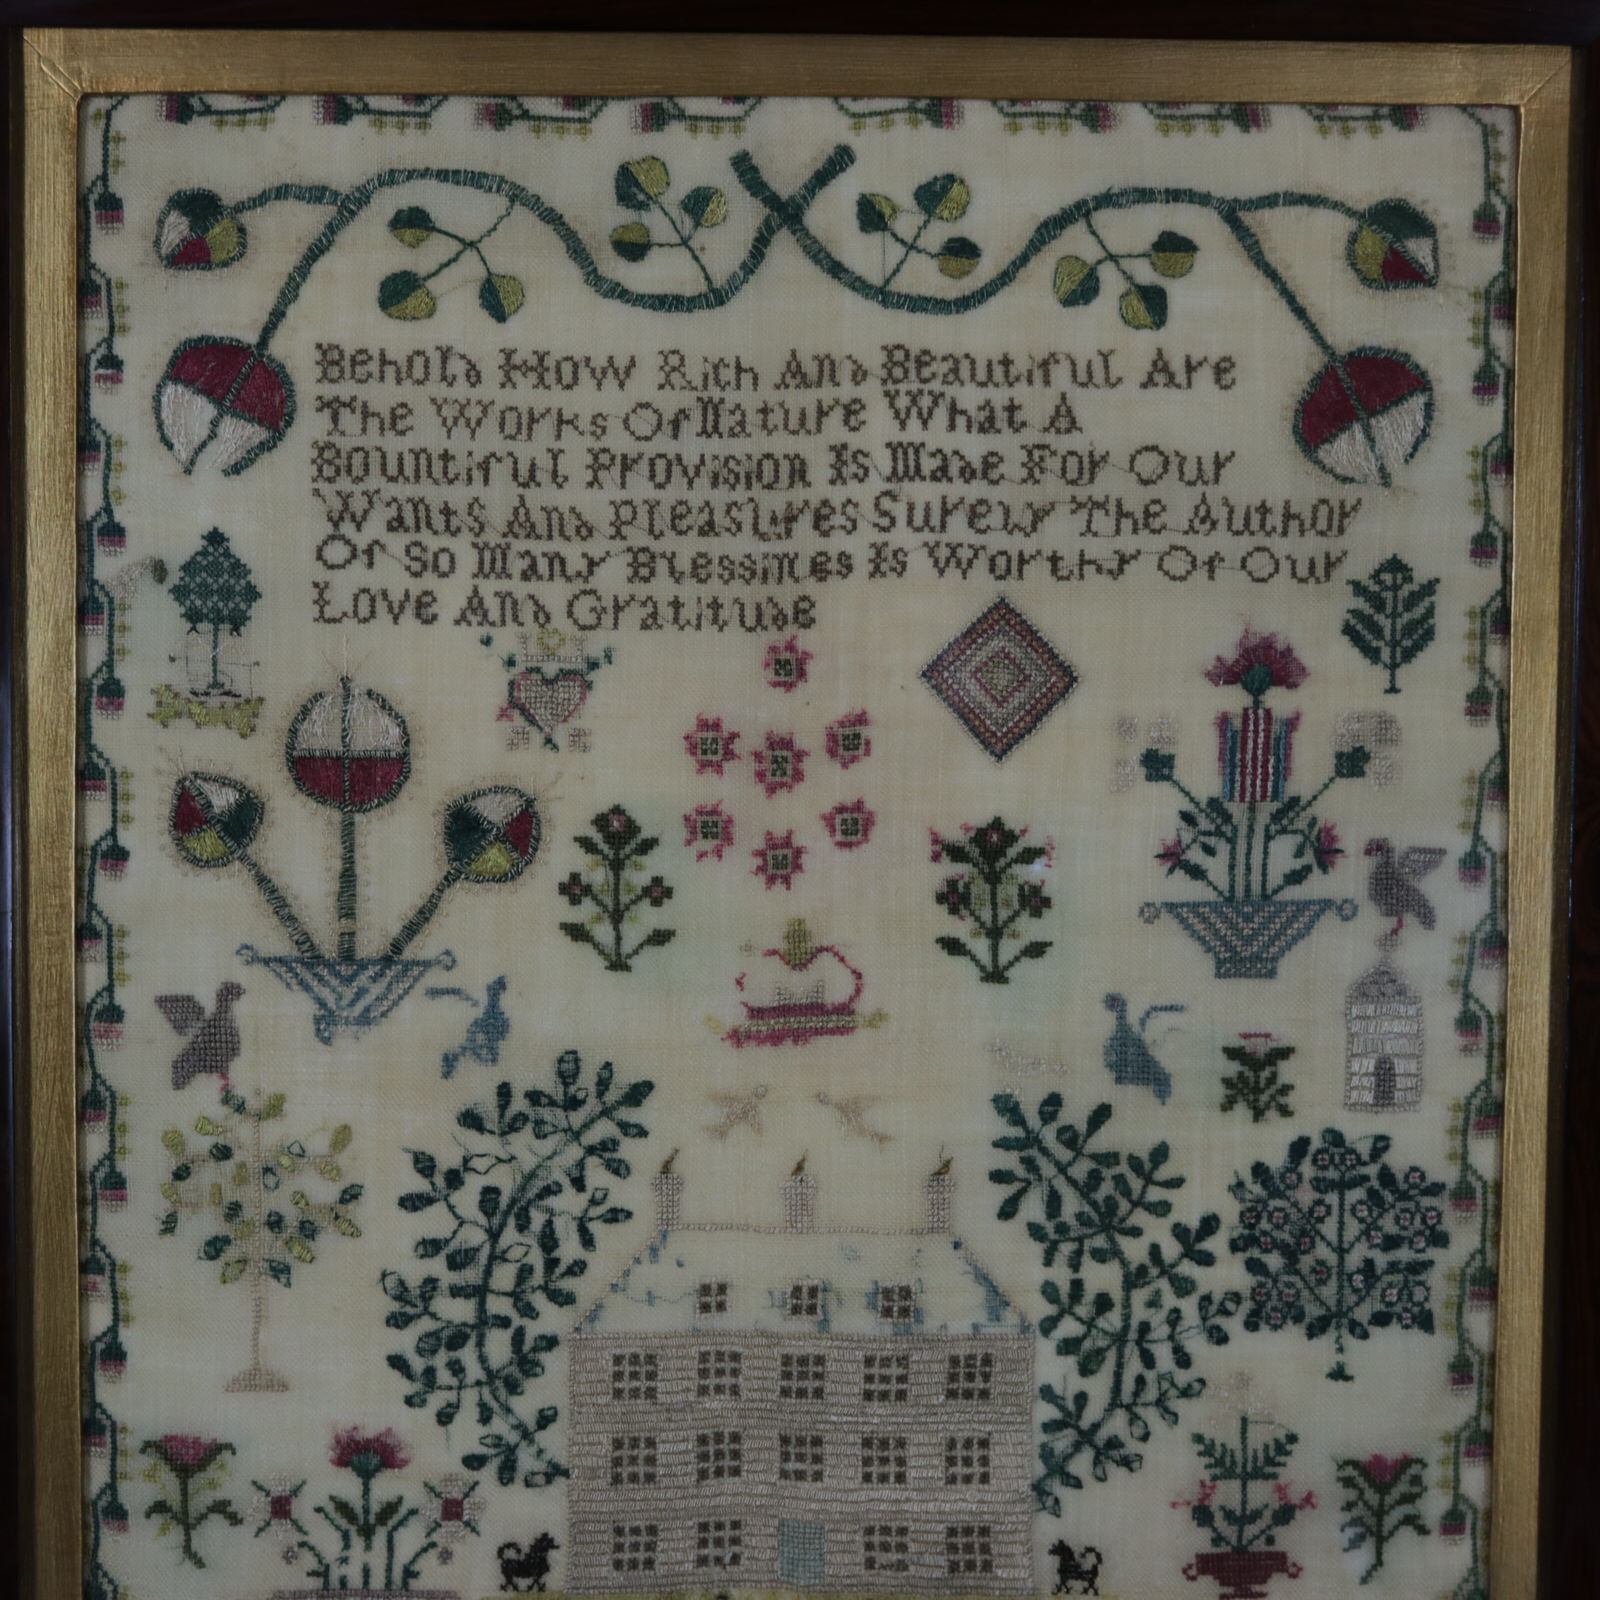 Behold How Rich And Beautiful Are
The Works Of Nature What A
Bountiful Provision Is Made For Our
Wants And Pleasures Surely The Author
Of So Many Blessings Is Worthy Of Our
Love And Gratitude